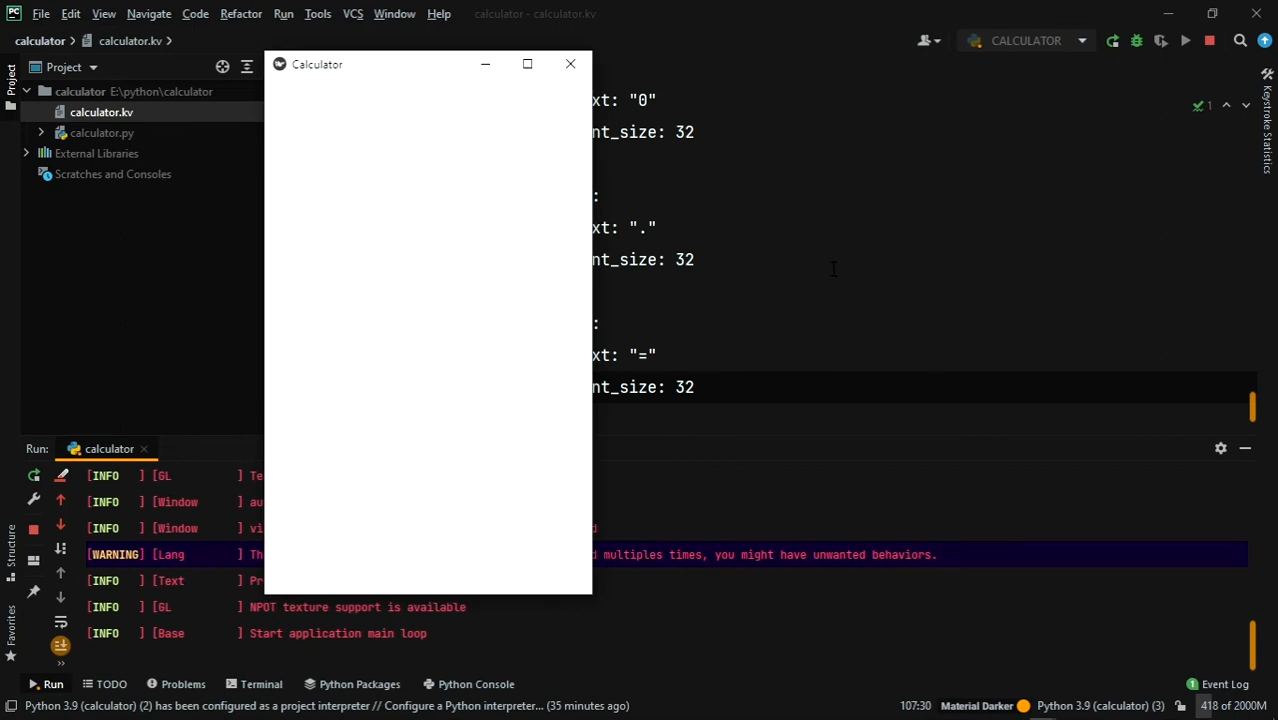 PC File Edit View Navigate Code Refactor Run Tools VCS Window Help calculator - calculator.kv
calculator calculator.kv CALCULATOR
Project
calculator E:\python\calculator
calculator.kv
calculator.py
External Libraries
Scratches and Consoles
Project
Calculator
xt: "0"
nt_size: 32
:
xt: "."
nt_size: 32
:
xt: "="
nt_size: 32
1
Keystroke Statistics
Run: calculator
[INFO ] [GL ] Te
[INFO ] [Window ] au
[INFO ] [Window ] vi d
[WARNING] [Lang ] Th d multiples times, you might have unwanted behaviors.
[INFO ] [Text ] Pr
[INFO ] [GL ] NPOT texture support is available
[INFO ] [Base ] Start application main loop
Structure
Favorites
Run TODO Problems Terminal Python Packages Python Console 1 Event Log
Python 3.9 (calculator) (2) has been configured as a project interpreter // Configure a Python interpreter... (35 minutes ago) 107:30 Material Darker Python 3.9 (calculator) (3) 418 of 2000M